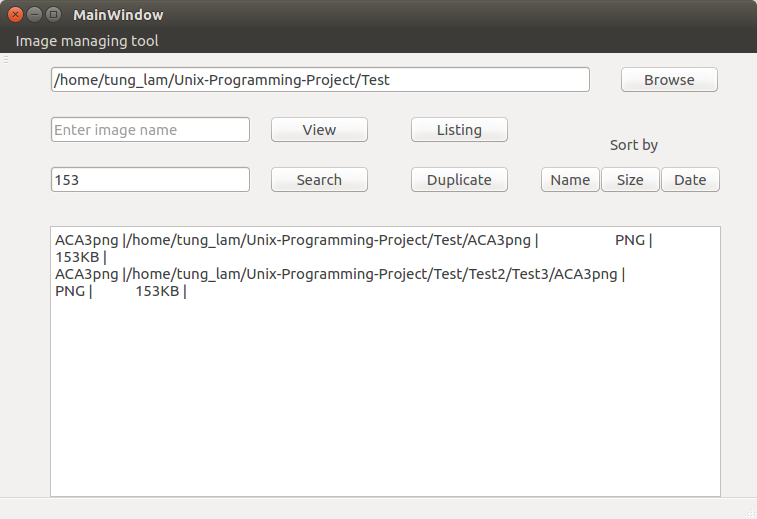 MainWindow
Image managing tool
/home/tung_lam/Unix-Programming-Project/Test
Browse
Enter image name
View
Listing
Sort by
153
Search
Duplicate
Name
Size
Date
ACA3png |/home/tung_lam/Unix-Programming-Project/Test/ACA3png | PNG |
153KB |
ACA3png |/home/tung_lam/Unix-Programming-Project/Test/Test2/Test3/ACA3png |
PNG | 153KB |